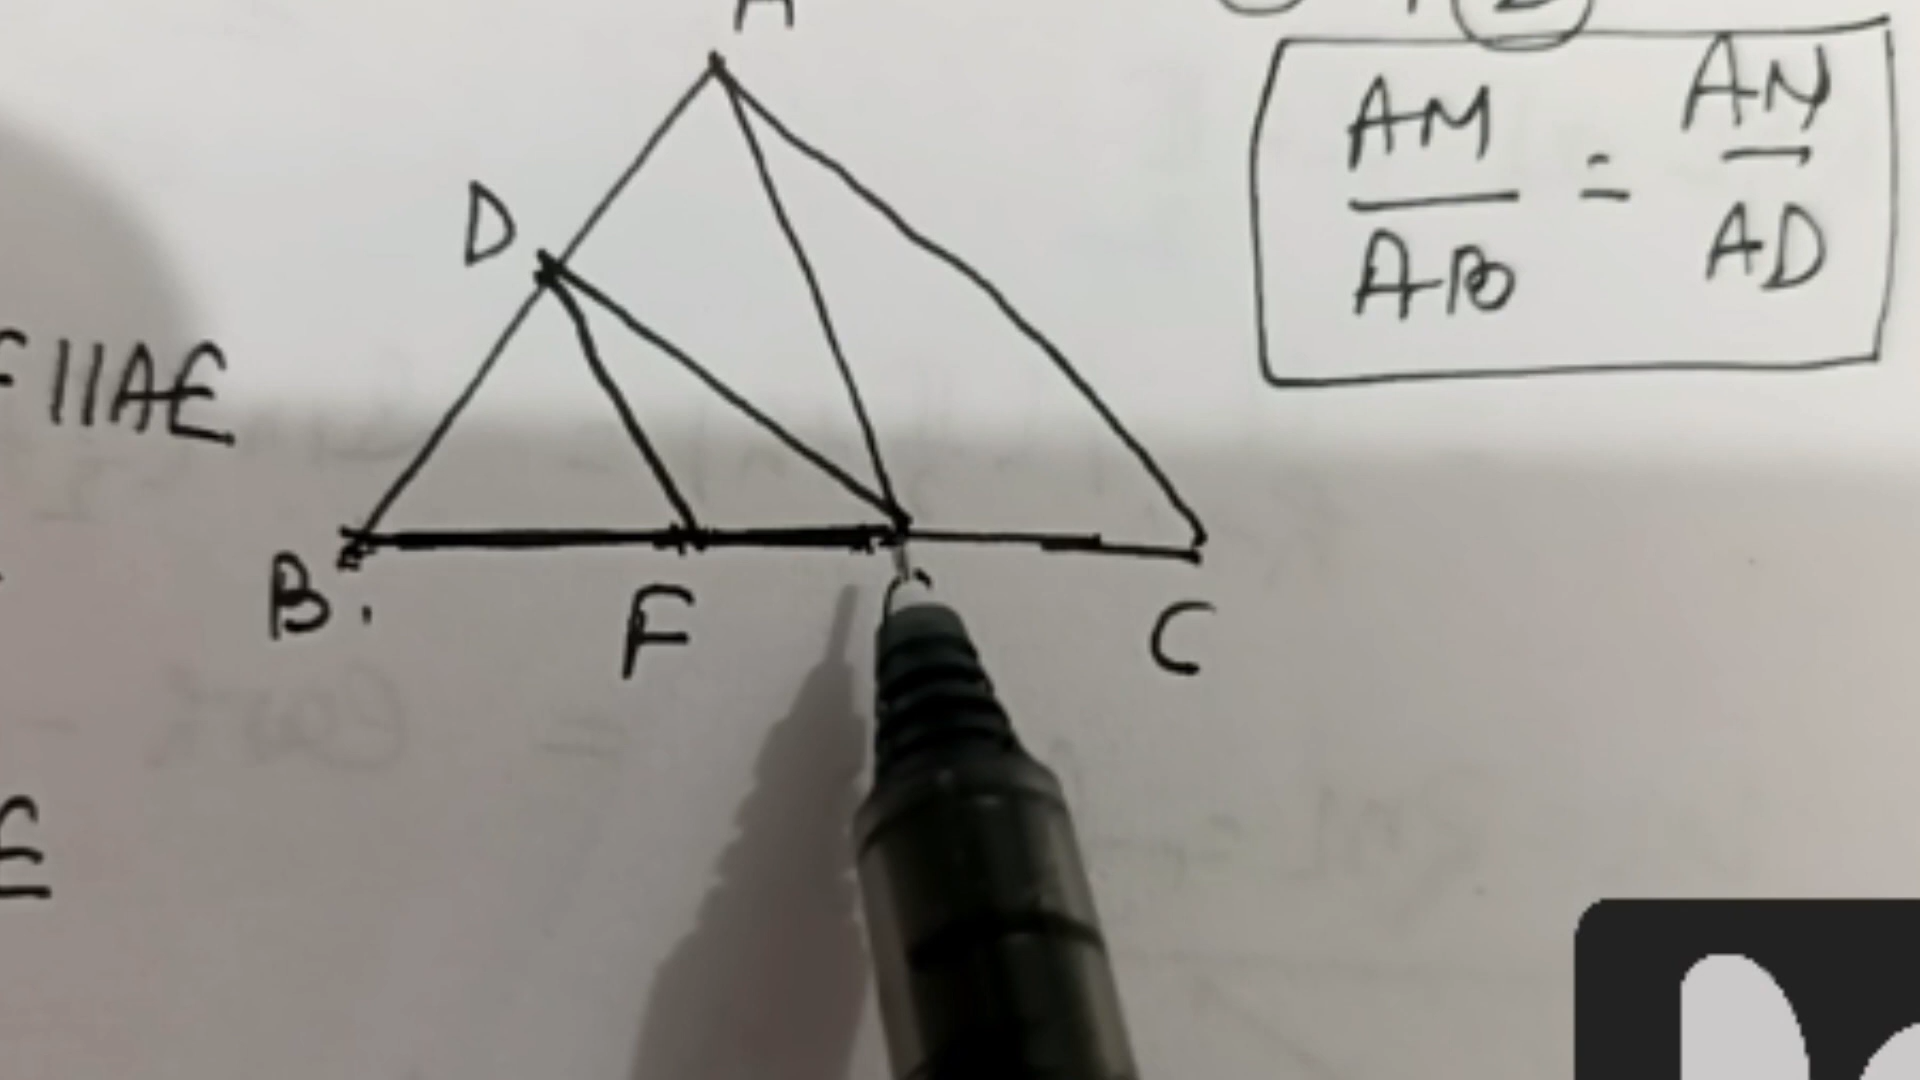 A
D
B.
F
C
AM = AN
AB AD
||AE